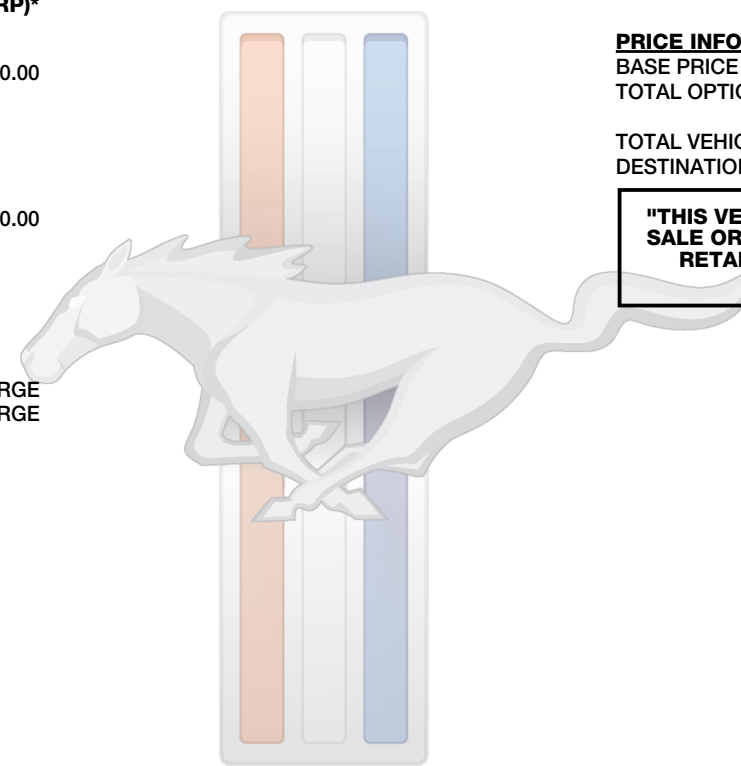 RP)*
0.00
0.00
RGE
RGE
PRICE INFO
BASE PRICE
TOTAL OPTIO
TOTAL VEHIC
DESTINATION
"THIS VE
SALE OR
RETAI